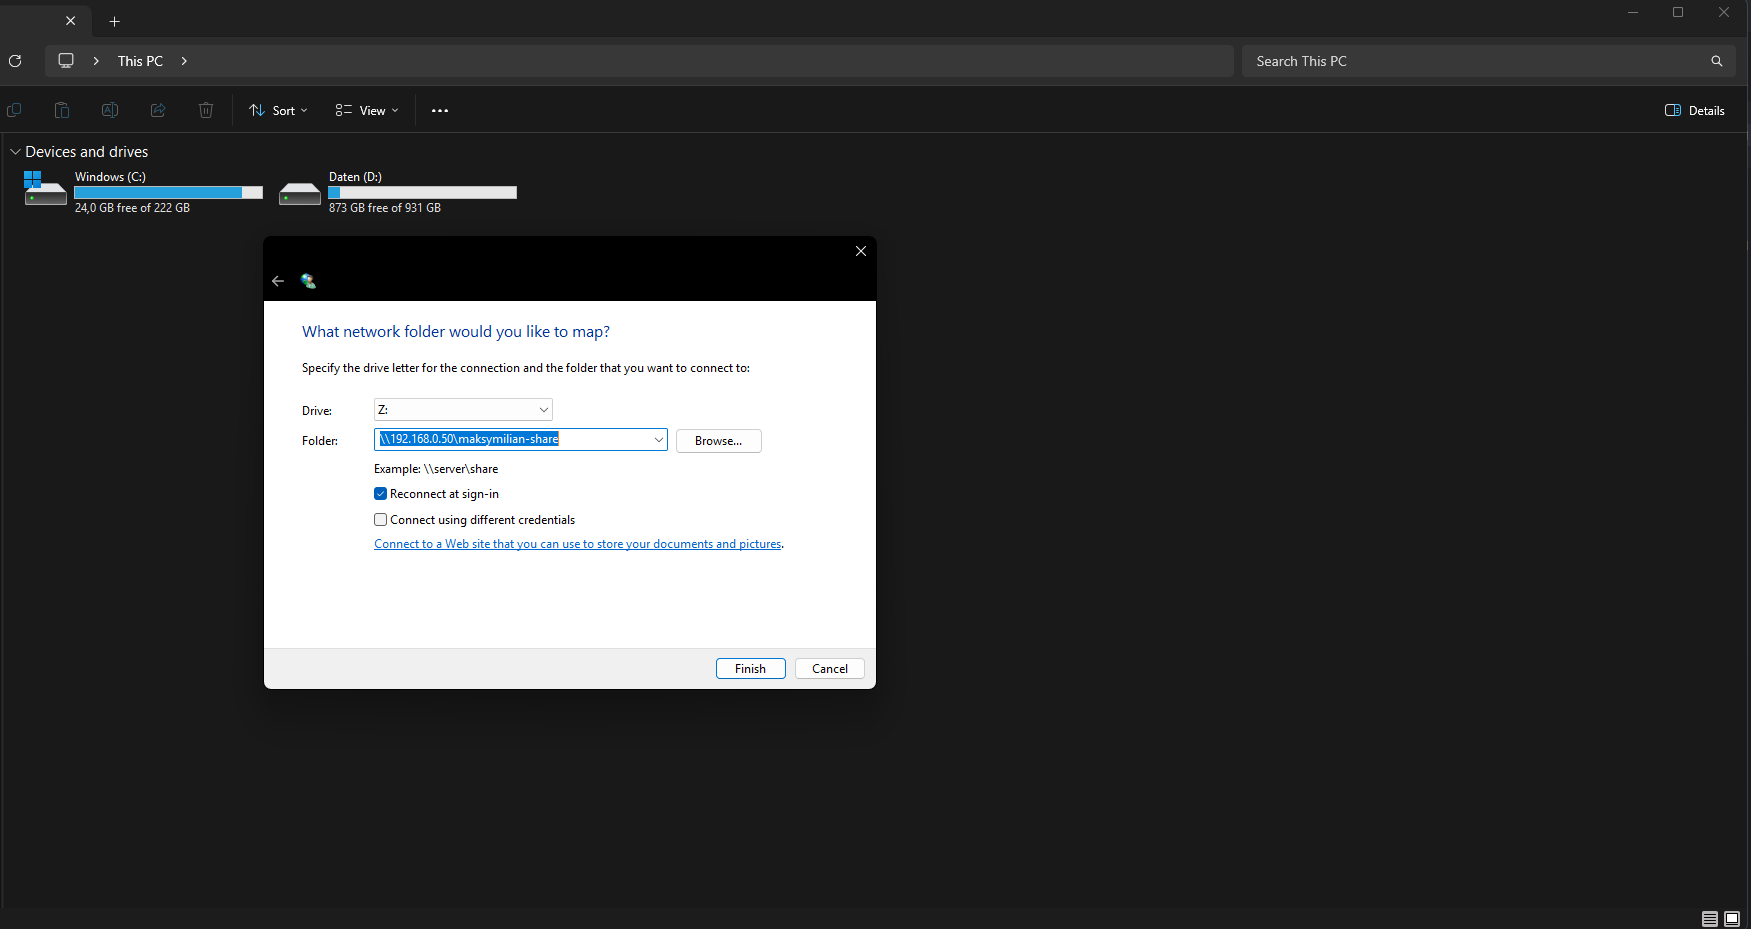 This PC
Search This PC
Sort
View
Details
Devices and drives
Windows (C:)
24,0 GB free of 222 GB
Daten (D:)
873 GB free of 931 GB
What network folder would you like to map?
Specify the drive letter for the connection and the folder that you want to connect to:
Drive: Z:
Folder: \\192.168.0.50\maksymilian-share Browse...
Example: \\server\share
Reconnect at sign-in
Connect using different credentials
Connect to a Web site that you can use to store your documents and pictures.
Finish Cancel